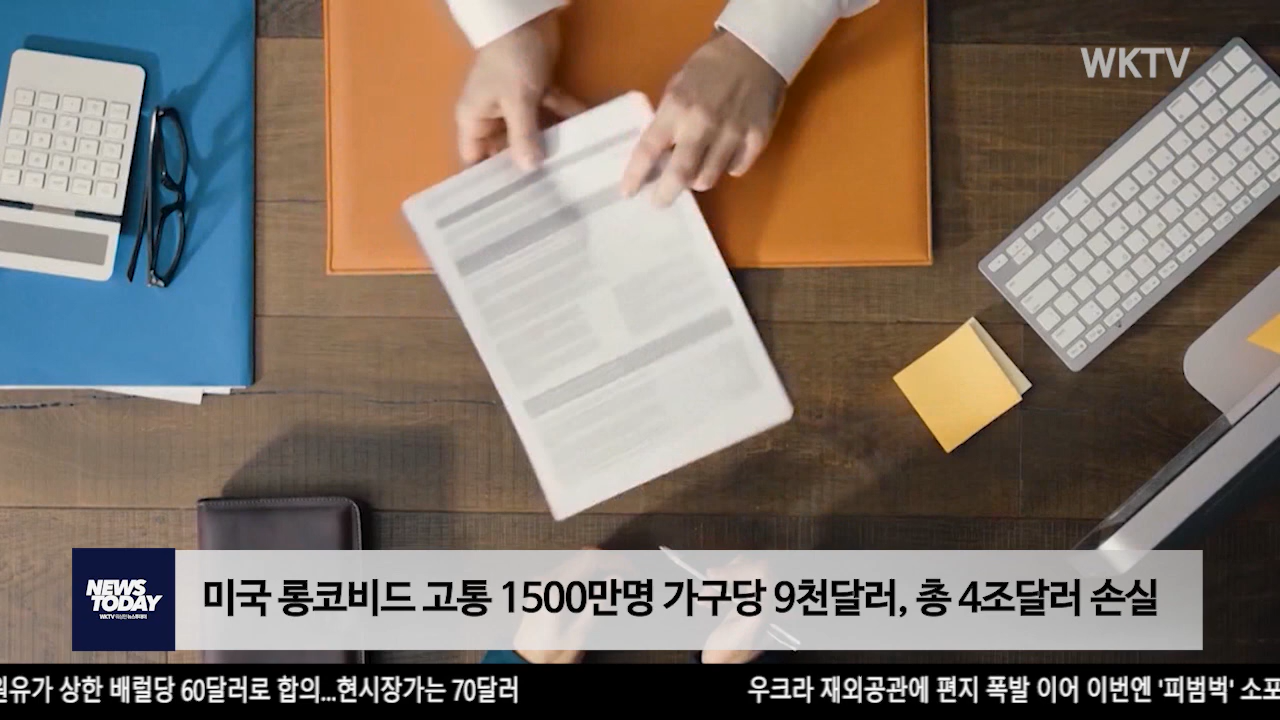 WKTV
NEWS
TODAY
미국 롱코비드 고통 1500만명 가구당 9천달러, 총 4조달러 손실
원유가 상한 배럴당 60달러로 합의...현시장가는 70달러
우크라 재외공관에 편지 폭발 이어 이번엔 '피범벅' 소포